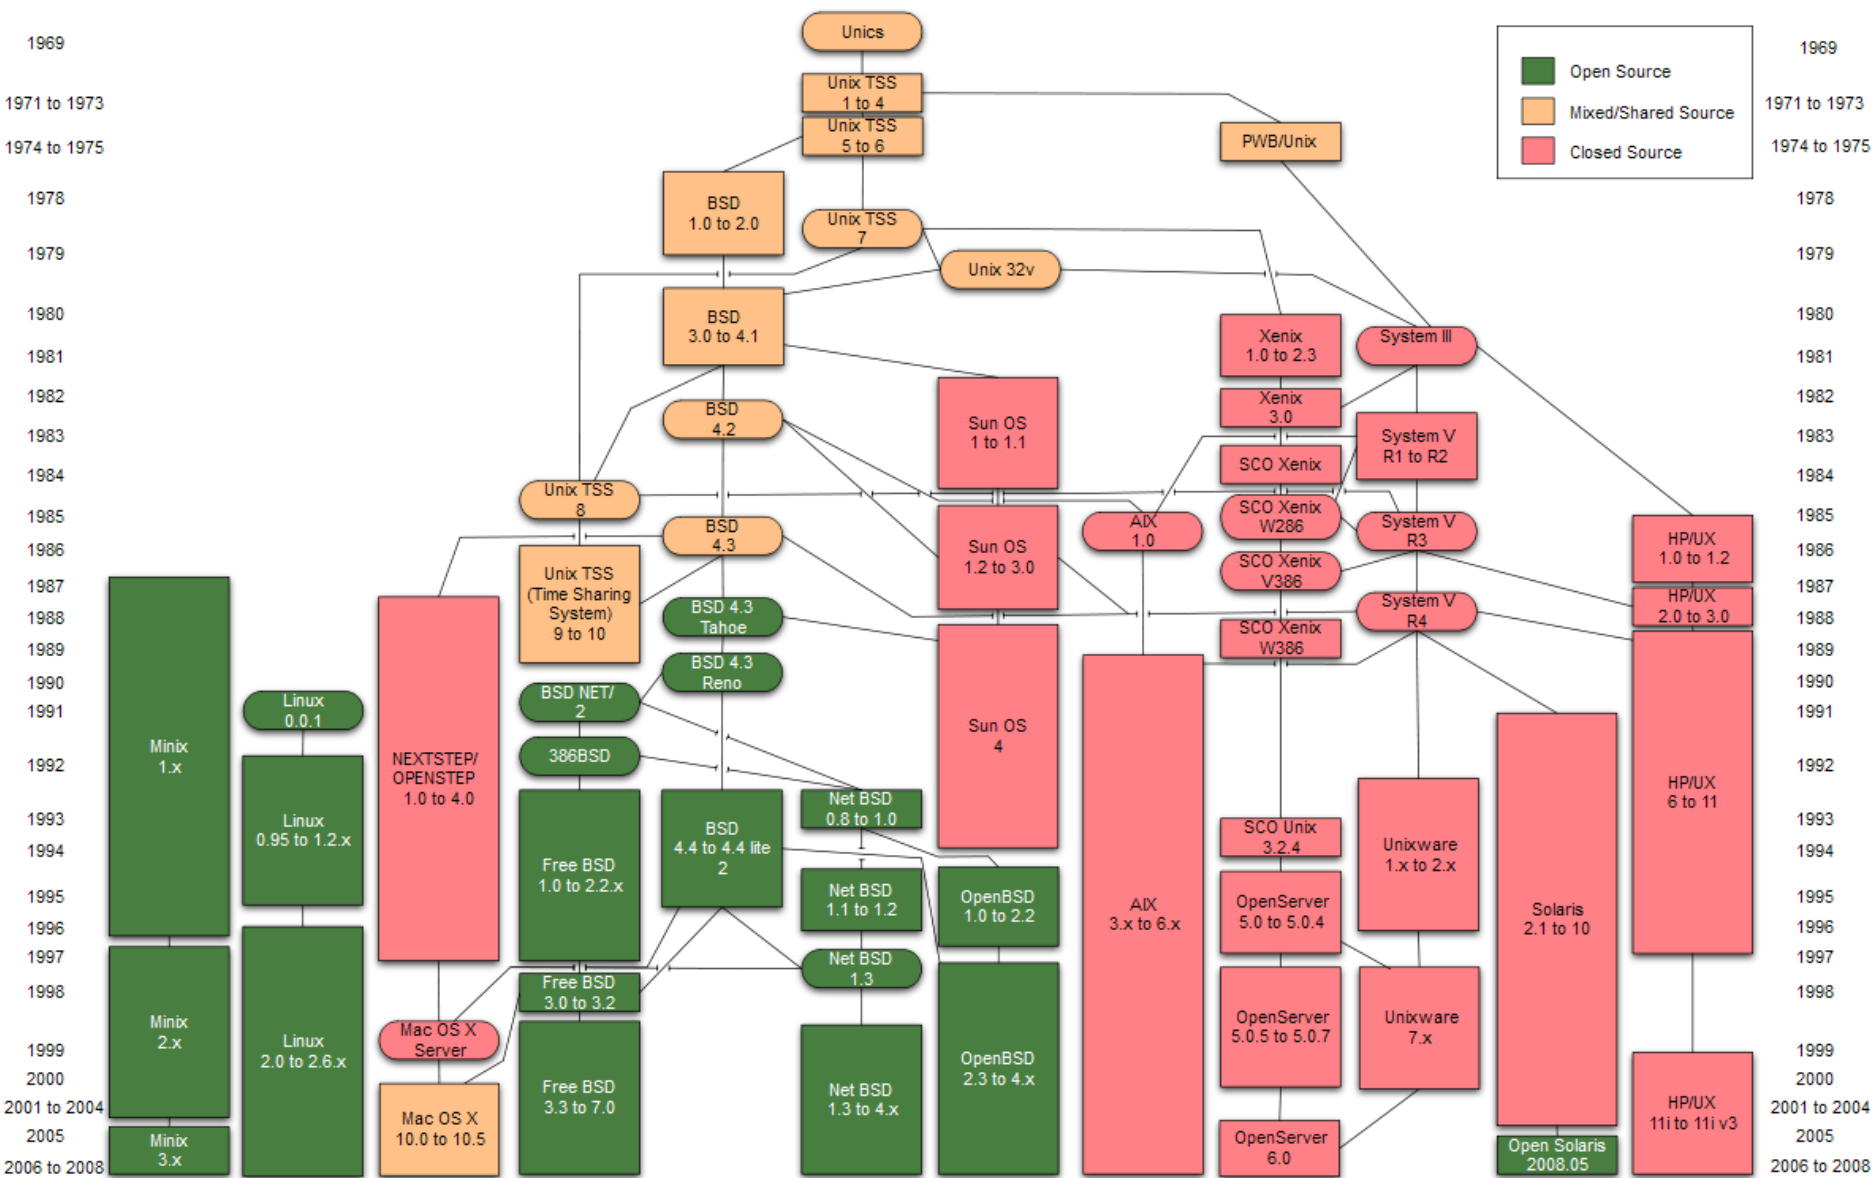 Unics
1969
1969
Open Source
Unix TSS
1 to 4
1971 to 1973
Mixed/Shared Source
1971 to 1973
Unix TSS
5 to 6
PWB/Unix
1974 to 1975
Closed Source
1974 to 1975
1978
BSD
1.0 to 2.0
Unix TSS
7
1978
1979
Unix 32v
1979
1980
BSD
3.0 to 4.1
Xenix
1.0 to 2.3
System III
1980
1981
1981
1982
BSD
4.2
Sun OS
1 to 1.1
Xenix
3.0
1982
1983
System V
R1 to R2
1983
SCO Xenix
1984
Unix TSS
8
1984
SCO Xenix
W286
1985
BSD
4.3
AIX
1.0
System V
R3
1985
1986
Unix TSS
(Time Sharing
System)
9 to 10
Sun OS
1.2 to 3.0
HP/UX
1.0 to 1.2
1986
SCO Xenix
V386
1987
HP/UX
2.0 to 3.0
1987
1988
BSD 4.3
Tahoe
System V
R4
1988
SCO Xenix
W386
1989
BSD 4.3
Reno
1989
1990
BSD NET/
2
1990
1991
Linux
0.0.1
1991
Minix
1.x
Sun OS
4
1992
NEXTSTEP/
OPENSTEP
1.0 to 4.0
386BSD
HP/UX
6 to 11
1992
Net BSD
0.8 to 1.0
1993
Linux
0.95 to 1.2.x
BSD
4.4 to 4.4 lite
2
SCO Unix
3.2.4
1993
1994
Free BSD
1.0 to 2.2.x
Unixware
1.x to 2.x
1994
1995
Net BSD
1.1 to 1.2
OpenBSD
1.0 to 2.2
AIX
3.x to 6.x
OpenServer
5.0 to 5.0.4
Solaris
2.1 to 10
1995
1996
1996
1997
Net BSD
1.3
1997
1998
Free BSD
3.0 to 3.2
1998
Minix
2.x
Mac OS X
Server
Linux
2.0 to 2.6.x
OpenServer
5.0.5 to 5.0.7
Unixware
7.x
1999
OpenBSD
2.3 to 4.x
1999
2000
Free BSD
3.3 to 7.0
Net BSD
1.3 to 4.x
2000
2001 to 2004
Mac OS X
10.0 to 10.5
HP/UX
11i to 11i v3
2001 to 2004
2005
Minix
3.x
OpenServer
6.0
Open Solaris
2008.05
2005
2006 to 2008
2006 to 2008